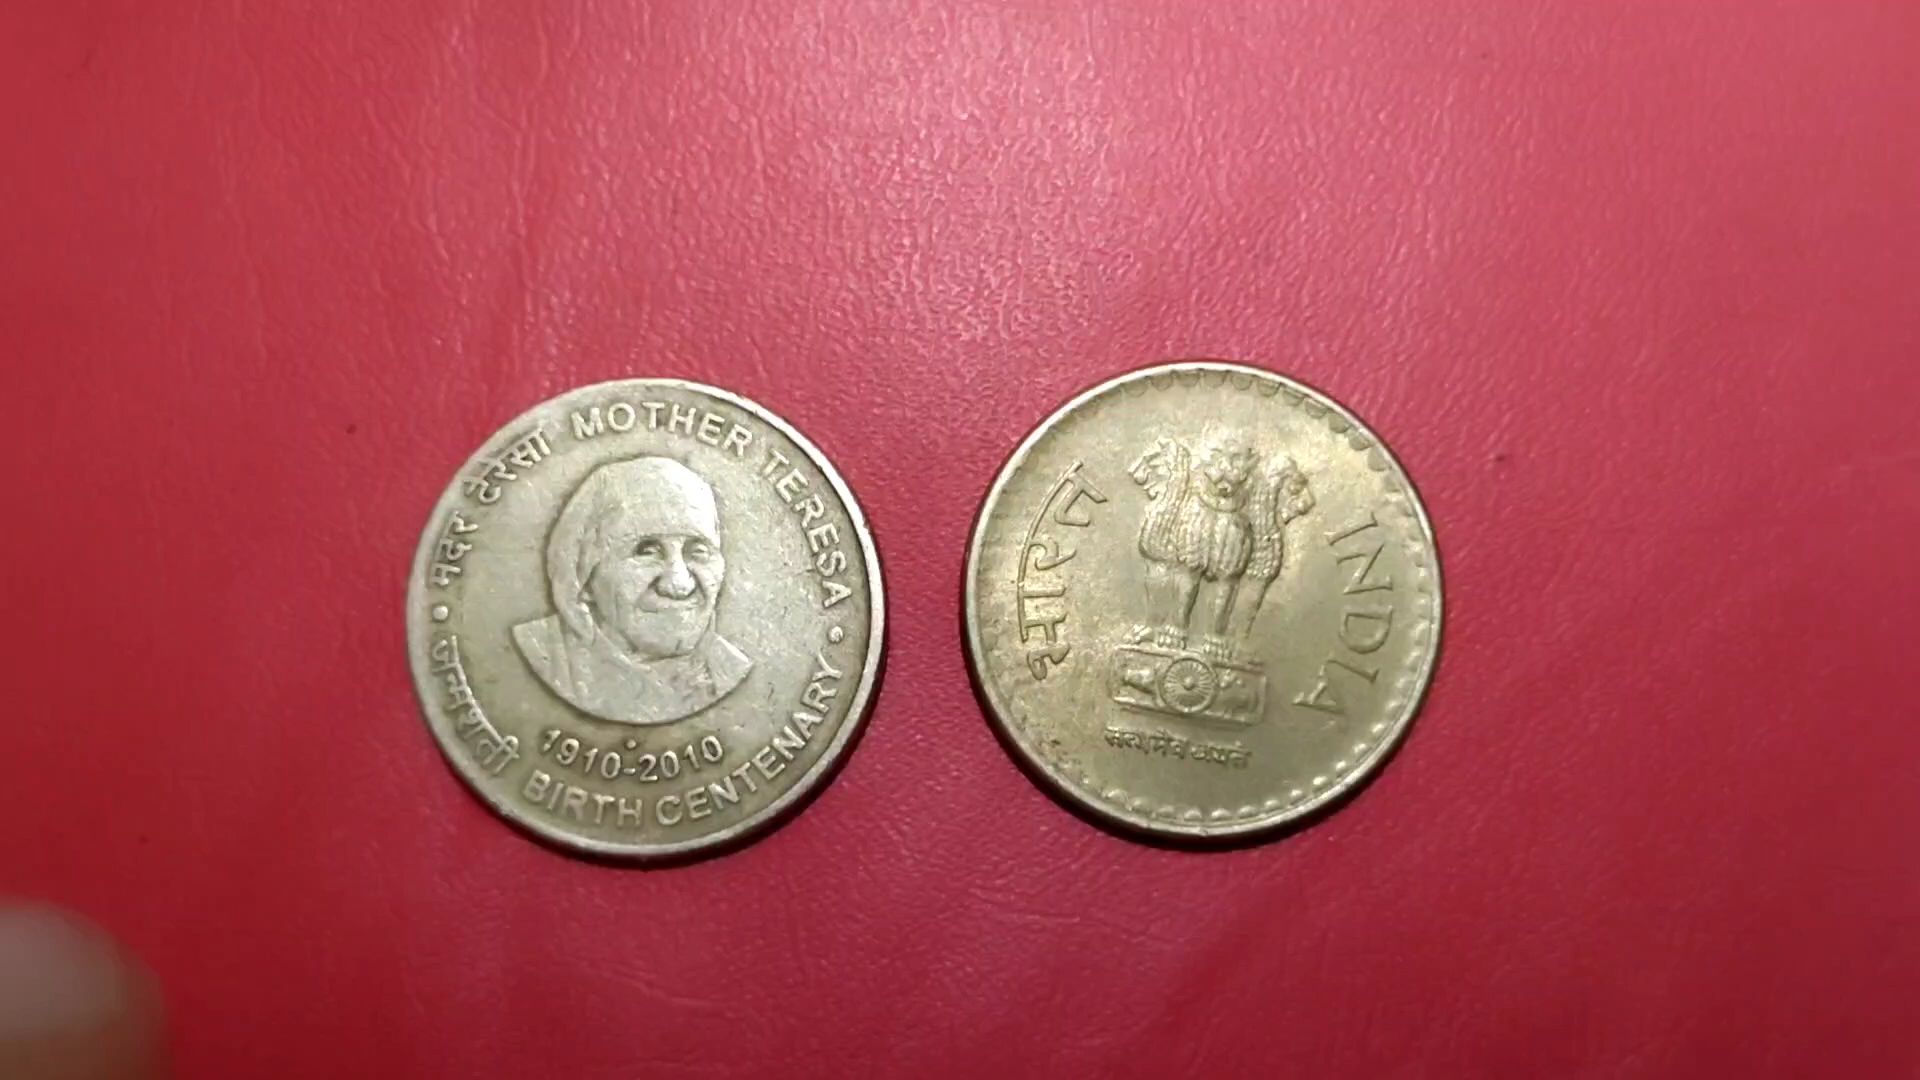 मदर टेरेसा MOTHER TERESA
1910-2010
जन्मशती BIRTH CENTENARY
भारत
INDIA
सत्यमेव जयते